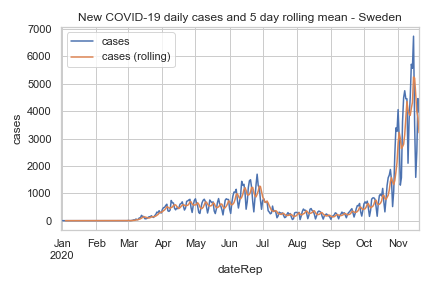 New COVID-19 daily cases and 5 day rolling mean - Sweden
cases
cases (rolling)
7000
6000
5000
4000
3000
2000
1000
0
cases
Jan Feb Mar Apr May Jun Jul Aug Sep Oct Nov
2020
dateRep